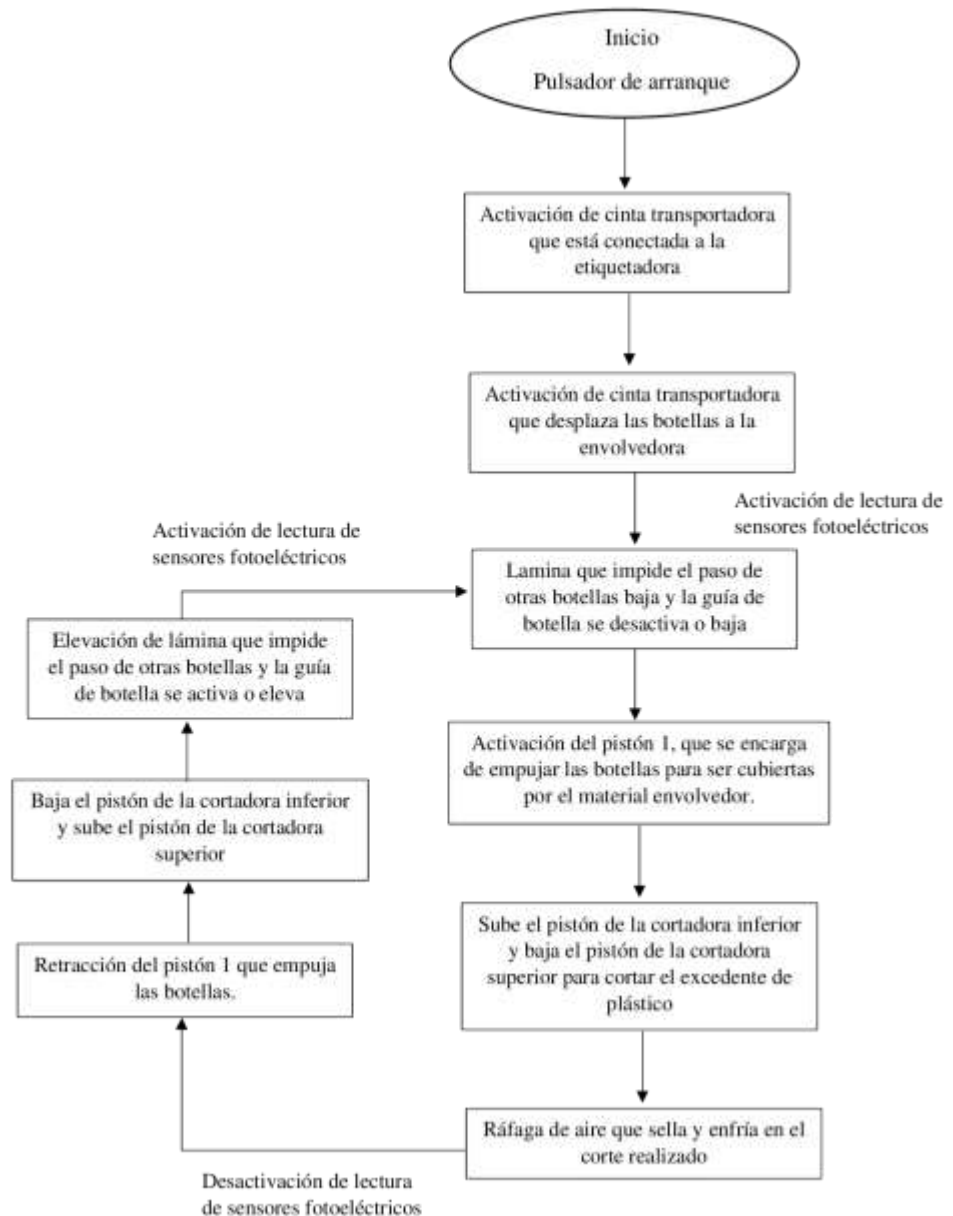 Inicio
Pulsador de arranque
Activación de cinta transportadora
que está conectada a la
etiquetadora
Activación de cinta transportadora
que desplaza las botellas a la
envolvedora
Activación de lectura de
sensores fotoeléctricos
Lamina que impide el paso de
otras botellas baja y la guía de
botella se desactiva o baja
Activación del pistón 1, que se encarga
de empujar las botellas para ser cubiertas
por el material envolvedor.
Sube el pistón de la cortadora inferior
y baja el pistón de la cortadora
superior para cortar el excedente de
plástico
Ráfaga de aire que sella y enfría en el
corte realizado
Desactivación de lectura
de sensores fotoeléctricos
Retracción del pistón 1 que empuja
las botellas.
Baja el pistón de la cortadora inferior
y sube el pistón de la cortadora
superior
Elevación de lámina que impide
el paso de otras botellas y la guía
de botella se activa o eleva
Activación de lectura de
sensores fotoeléctricos